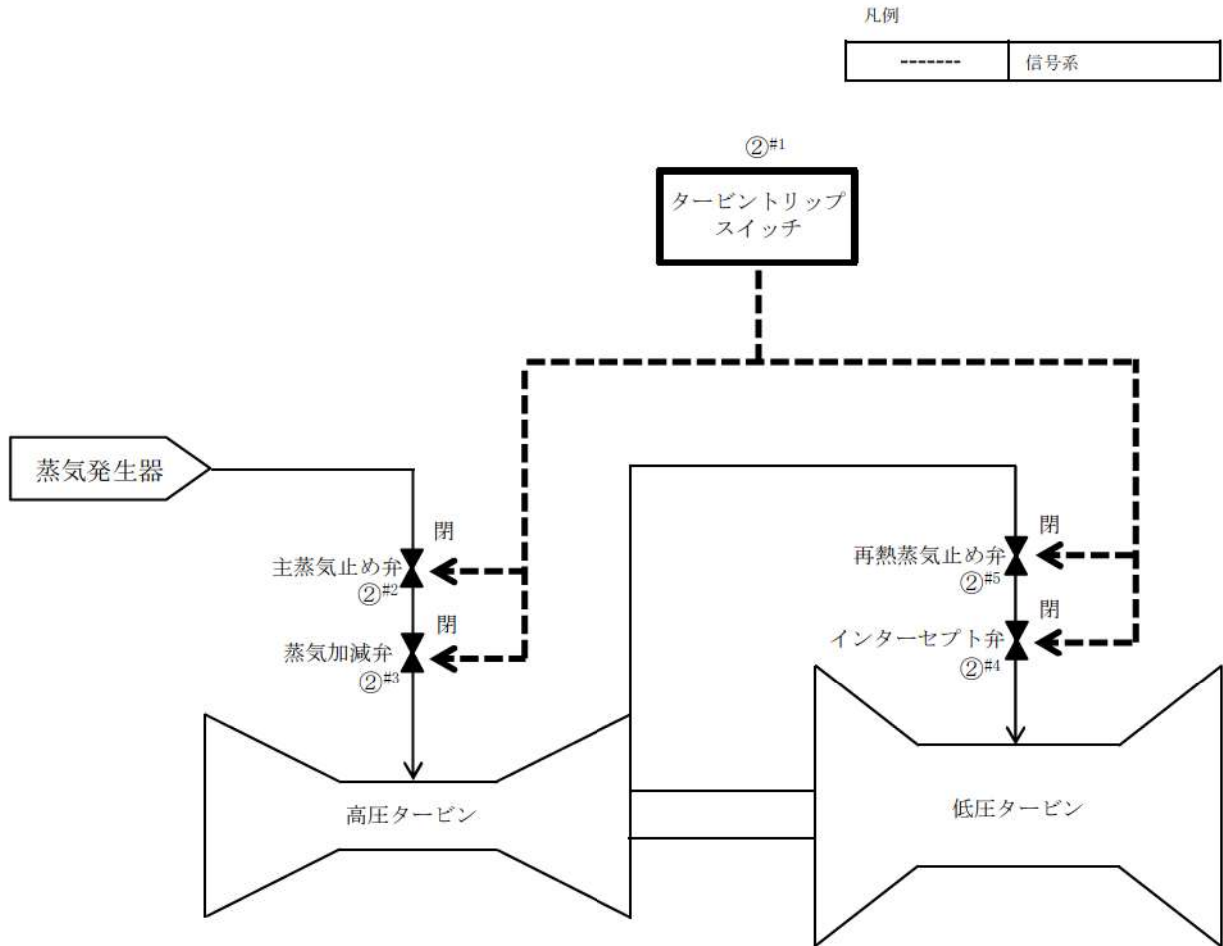 凡例
------- 信号系
②#1
タービントリップ
スイッチ
蒸気発生器
閉
主蒸気止め弁
②#2
閉
蒸気加減弁
②#3
閉
再熱蒸気止め弁
②#5
閉
インターセプト弁
②#4
高圧タービン
低圧タービン